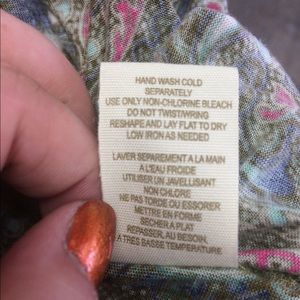 HAND WASH COLD
SEPARATELY
USE ONLY NON-CHLORINE BLEACH
DO NOT TWIST/WRING
RESHAPE AND LAY FLAT TO DRY
LOW IRON AS NEEDED
LAVER SEPAREMENT A LA MAIN
A L'EAU FROIDE
UTILISER UN JAVELLISANT
NON CHLORE
NE PAS TORDE OU ESSORER
METTRE EN FORME
SECHER A PLAT
REPASSER, AU BESOIN,
A TRES BASSE TEMPERATURE